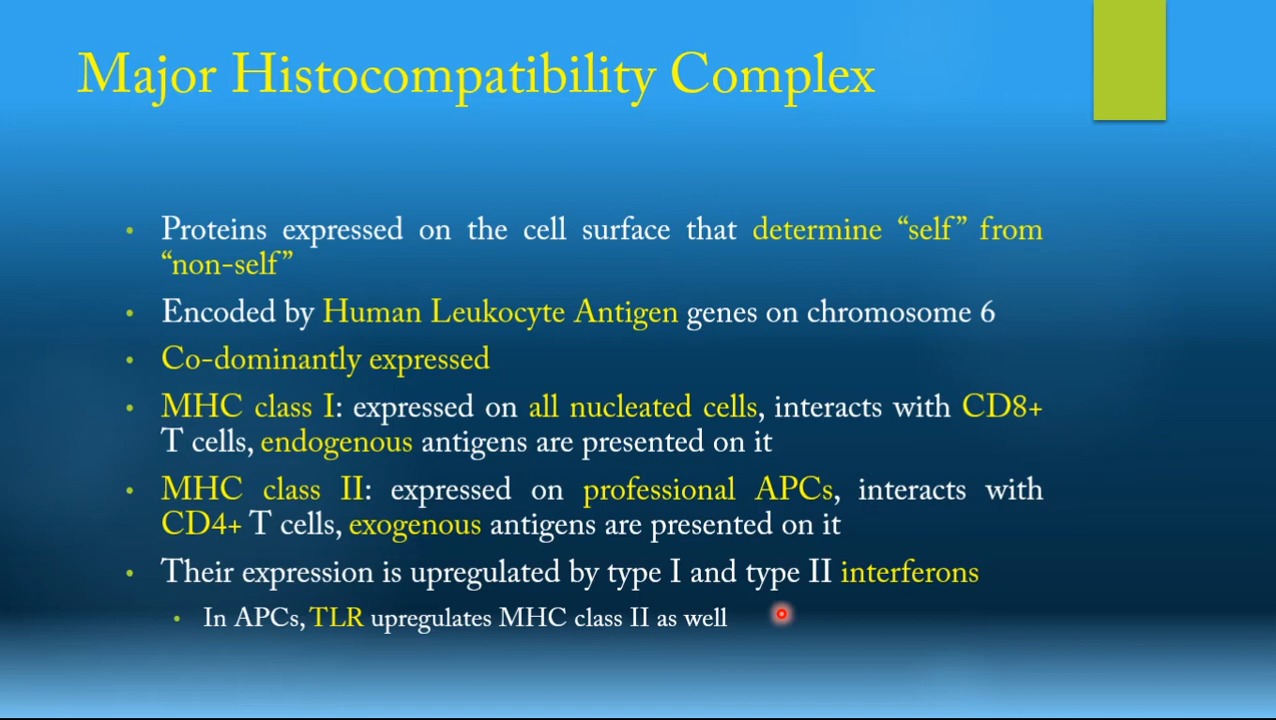 Major Histocompatibility Complex
• Proteins expressed on the cell surface that determine “self” from
“non-self”
• Encoded by Human Leukocyte Antigen genes on chromosome 6
• Co-dominantly expressed
• MHC class I: expressed on all nucleated cells, interacts with CD8+
T cells, endogenous antigens are presented on it
• MHC class II: expressed on professional APCs, interacts with
CD4+ T cells, exogenous antigens are presented on it
• Their expression is upregulated by type I and type II interferons
• In APCs, TLR upregulates MHC class II as well